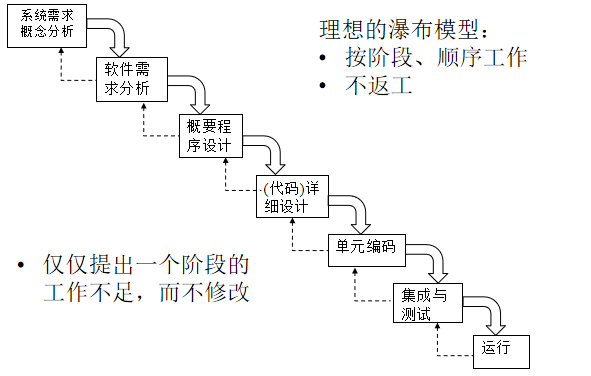 系统需求
概念分析
理想的瀑布模型：
• 按阶段、顺序工作
• 不返工
软件需
求分析
概要程
序设计
(代码)详
细设计
单元编码
• 仅仅提出一个阶段的
工作不足，而不修改
集成与
测试
运行